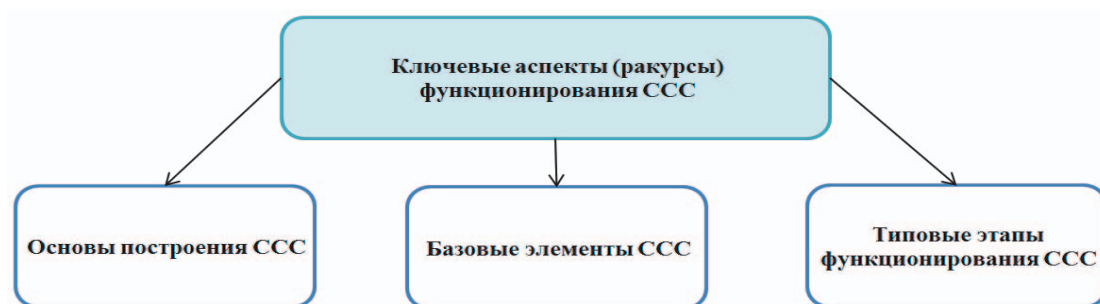 Ключевые аспекты (ракурсы)
функционирования ССС
Основы построения ССС
Базовые элементы ССС
Типовые этапы
функционирования ССС